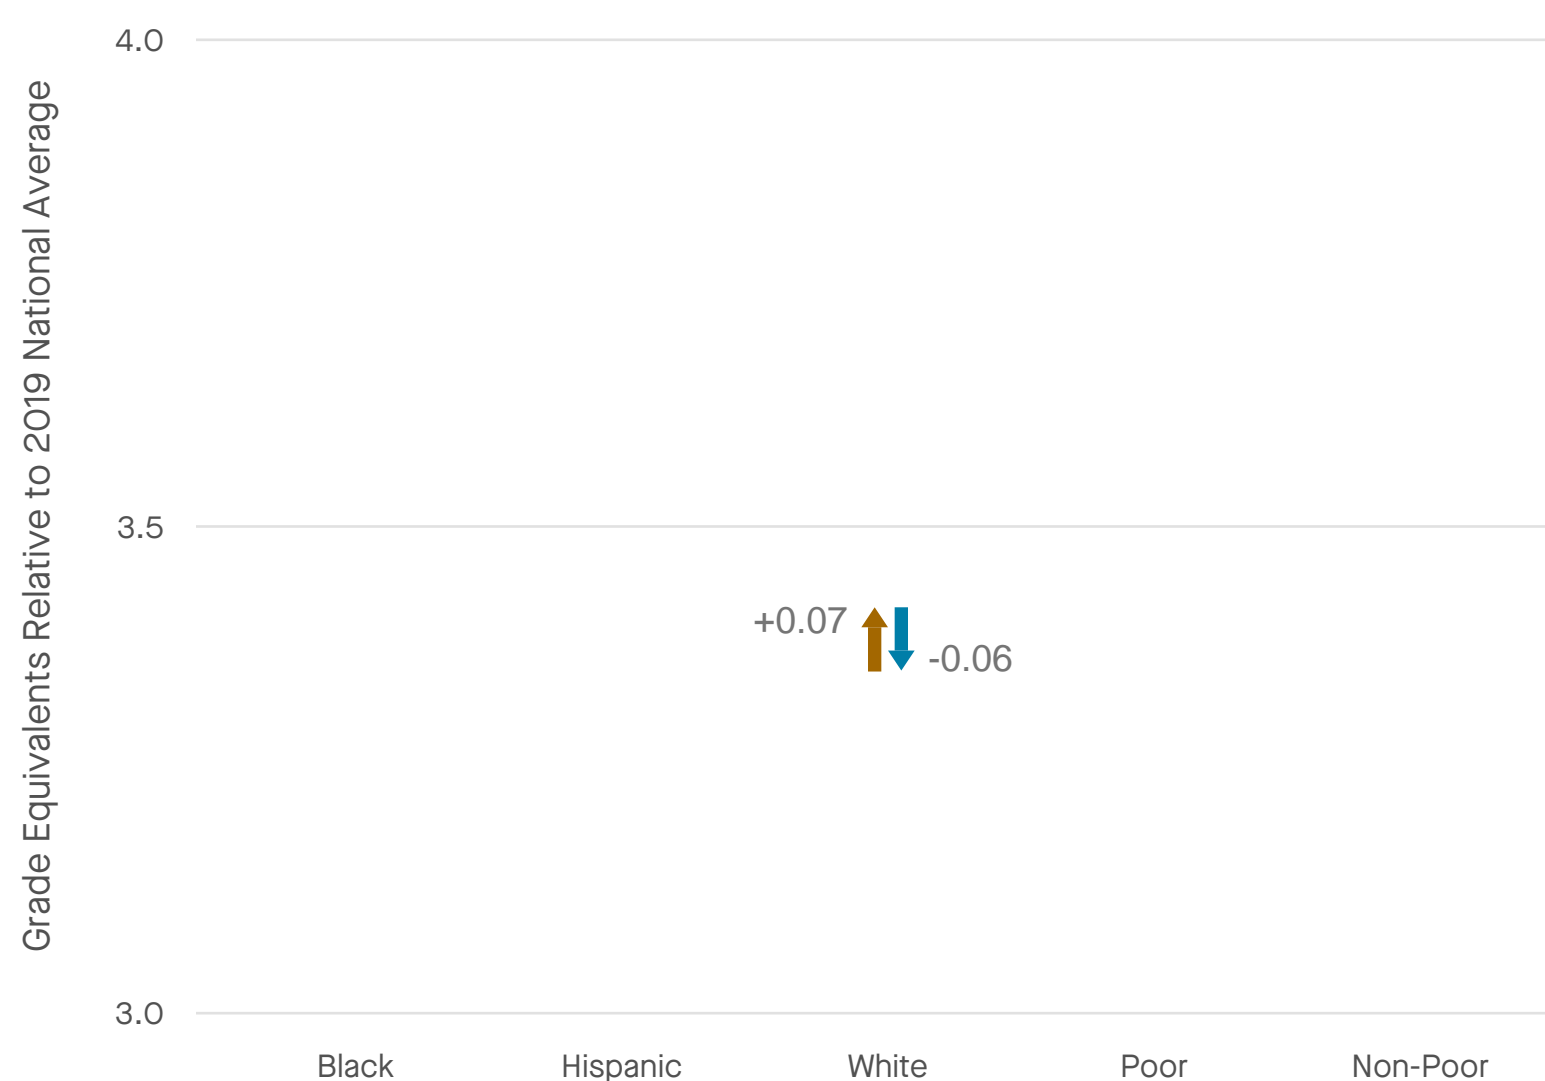 Grade Equivalents Relative to 2019 National Average
4.0
3.5
+0.07
-0.06
3.0
Black Hispanic White Poor Non-Poor